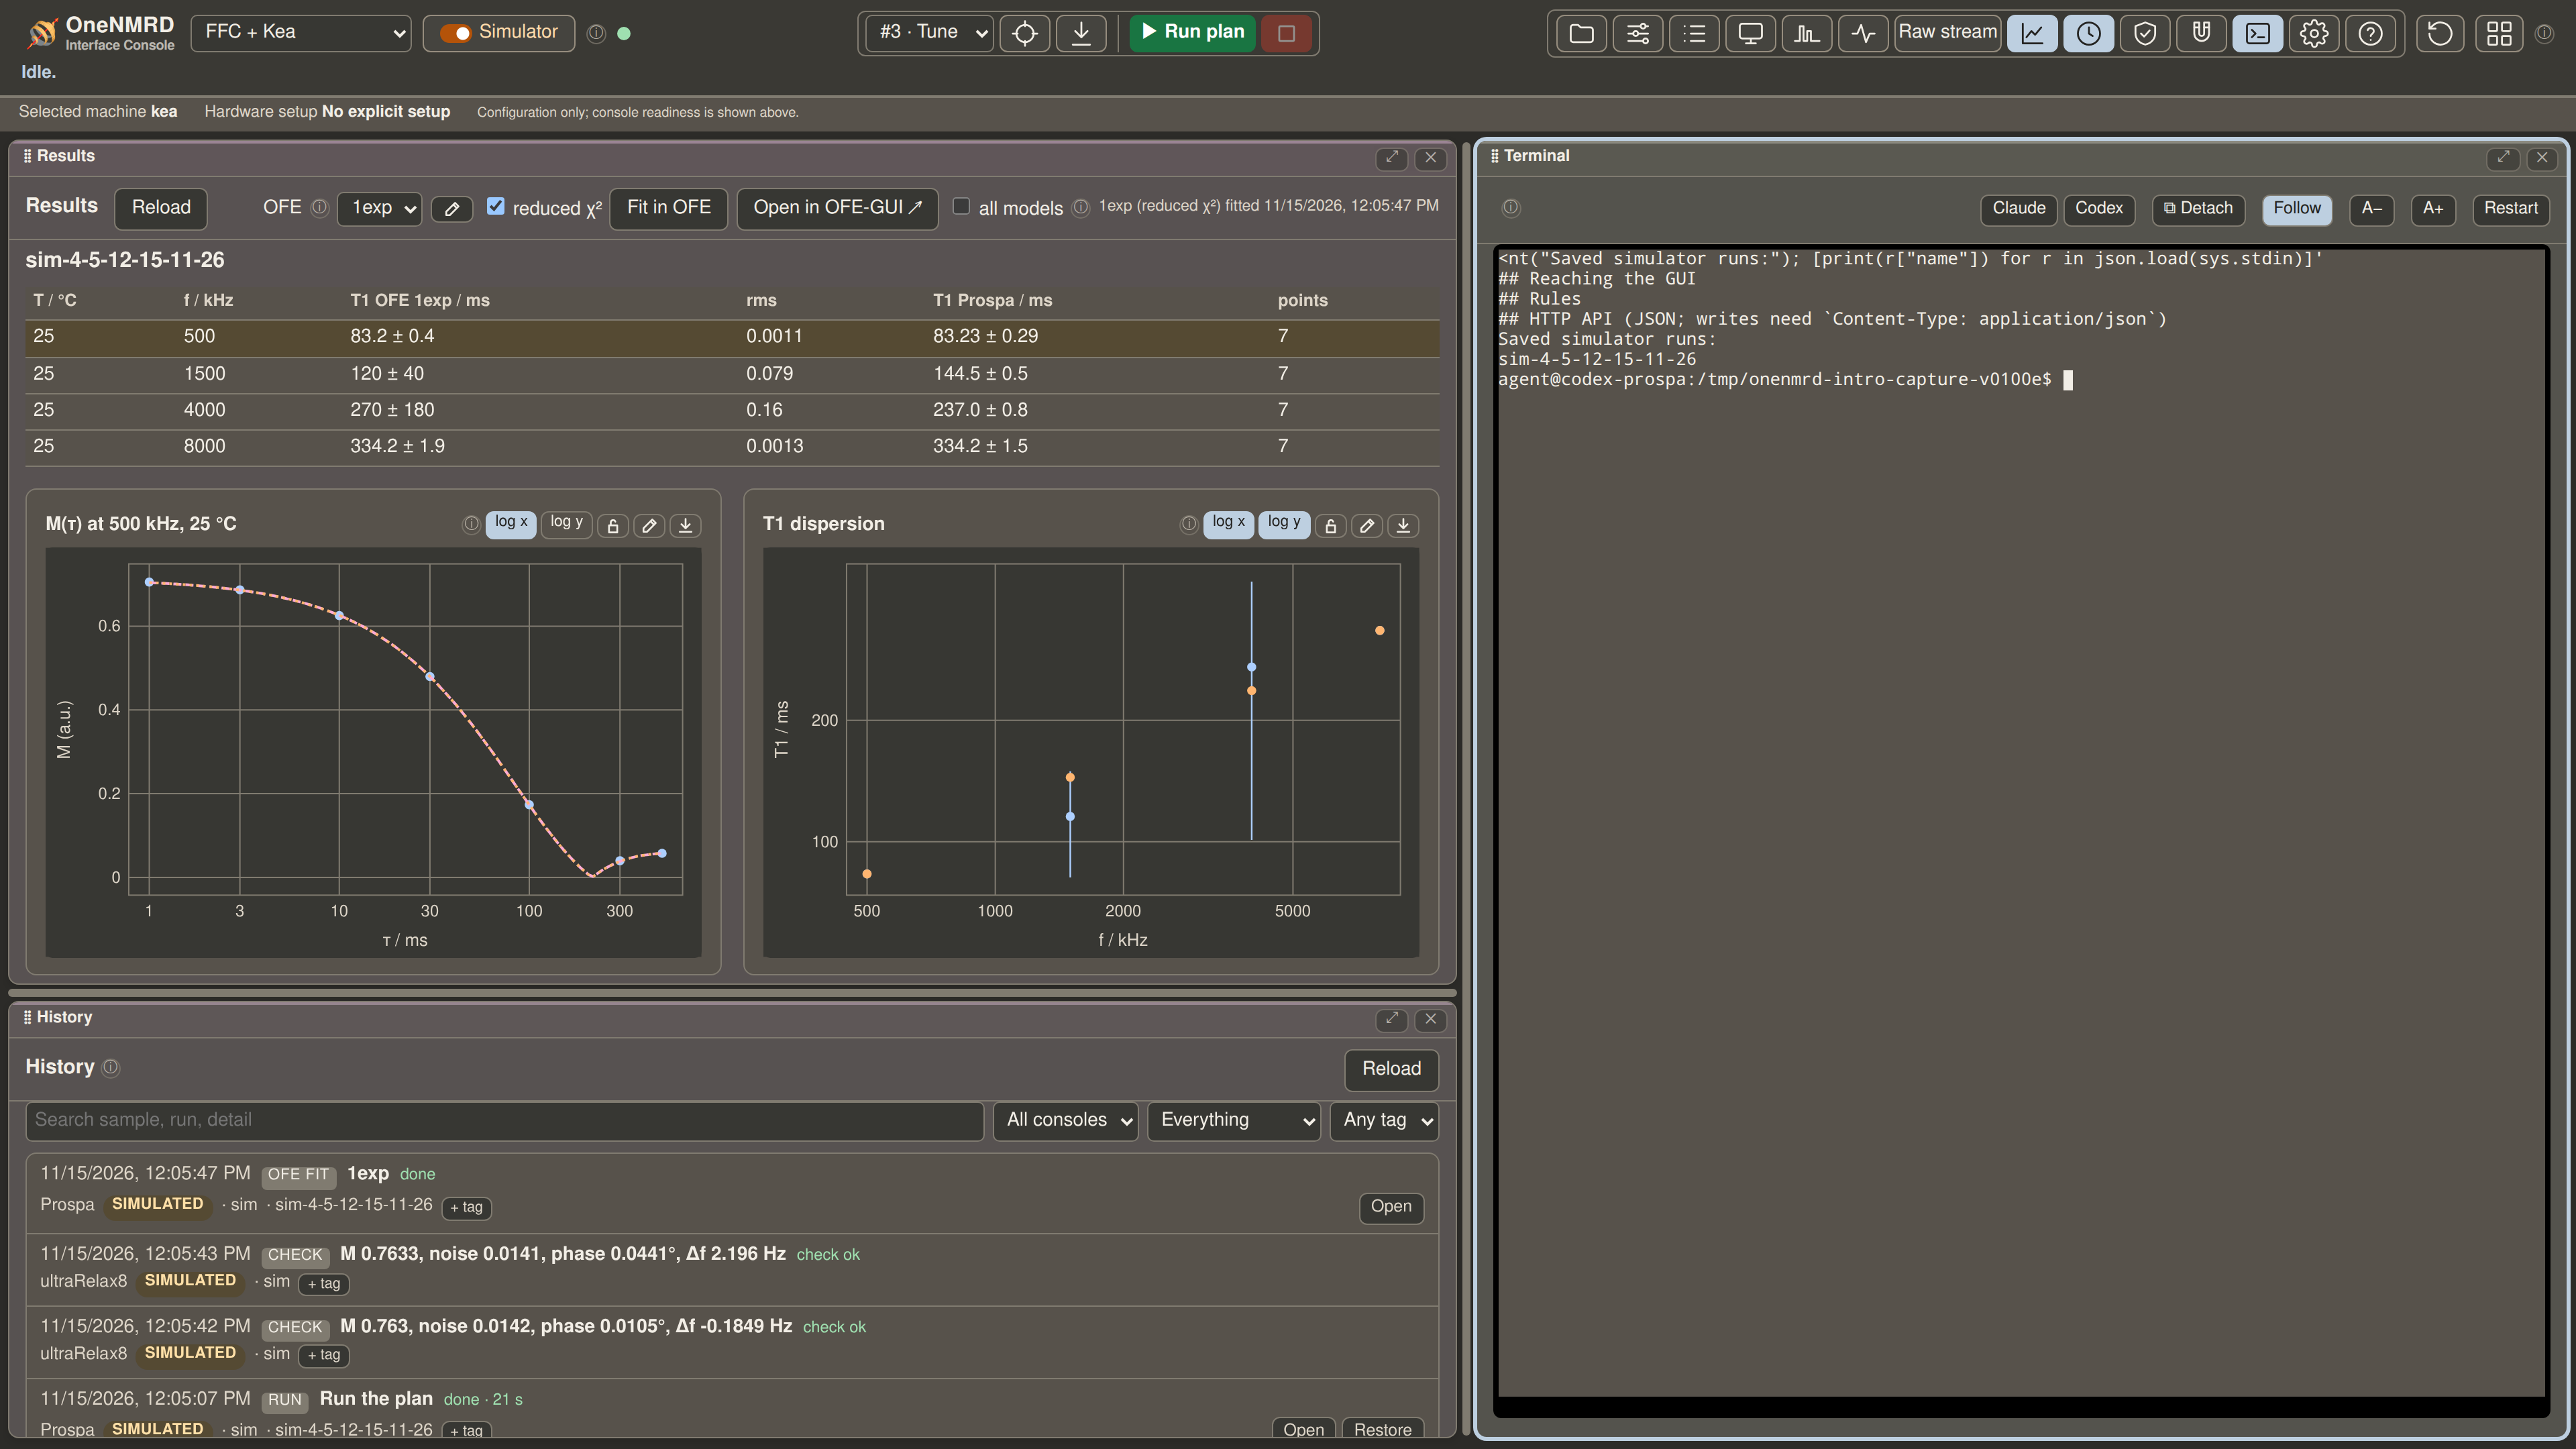 OneNMRD
Interface Console
FFC + Kea
Simulator
#3 · Tune
Run plan
Raw stream
Idle.
Selected machine kea Hardware setup No explicit setup Configuration only; console readiness is shown above.
Results
Results Reload OFE 1exp reduced χ² Fit in OFE Open in OFE-GUI ↗ all models 1exp (reduced χ²) fitted 11/15/2026, 12:05:47 PM
sim-4-5-12-15-11-26
T / °C f / kHz T1 OFE 1exp / ms rms T1 Prospa / ms points
25 500 83.2 ± 0.4 0.0011 83.23 ± 0.29 7
25 1500 120 ± 40 0.079 144.5 ± 0.5 7
25 4000 270 ± 180 0.16 237.0 ± 0.8 7
25 8000 334.2 ± 1.9 0.0013 334.2 ± 1.5 7
M(τ) at 500 kHz, 25 °C log x log y
M (a.u.)
0.6
0.4
0.2
0
1 3 10 30 100 300
τ / ms
T1 dispersion log x log y
T1 / ms
200
100
500 1000 2000 5000
f / kHz
History
History Reload
Search sample, run, detail All consoles Everything Any tag
11/15/2026, 12:05:47 PM OFE FIT 1exp done
Prospa SIMULATED · sim · sim-4-5-12-15-11-26 + tag Open
11/15/2026, 12:05:43 PM CHECK M 0.7633, noise 0.0141, phase 0.0441°, Δf 2.196 Hz check ok
ultraRelax8 SIMULATED · sim + tag
11/15/2026, 12:05:42 PM CHECK M 0.763, noise 0.0142, phase 0.0105°, Δf -0.1849 Hz check ok
ultraRelax8 SIMULATED · sim + tag
11/15/2026, 12:05:07 PM RUN Run the plan done · 21 s
Prospa SIMULATED · sim · sim-4-5-12-15-11-26 + tag Open Restore
Terminal
Claude Codex Detach Follow A− A+ Restart
<nt("Saved simulator runs:"); [print(r["name"]) for r in json.load(sys.stdin)]'
## Reaching the GUI
## Rules
## HTTP API (JSON; writes need `Content-Type: application/json`)
Saved simulator runs:
sim-4-5-12-15-11-26
agent@codex-prospa:/tmp/onenmrd-intro-capture-v0100e$